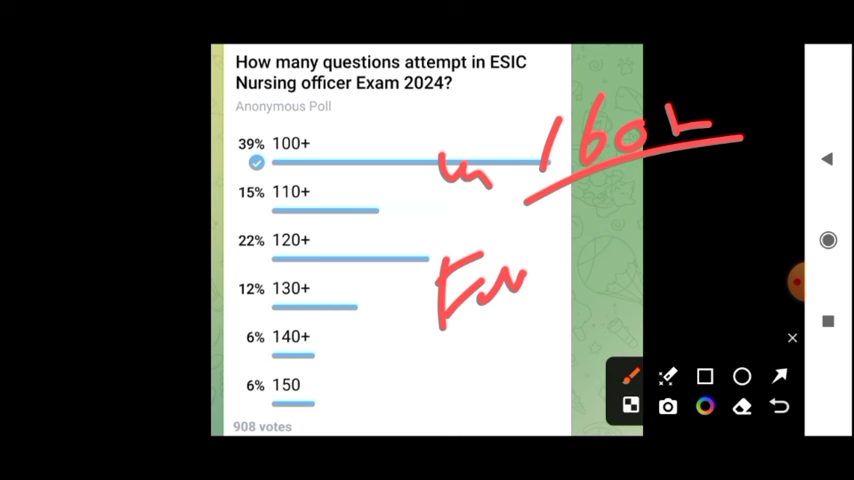 How many questions attempt in ESIC
Nursing officer Exam 2024?
Anonymous Poll
39% 100+
15% 110+
22% 120+
12% 130+
6% 140+
6% 150
908 votes